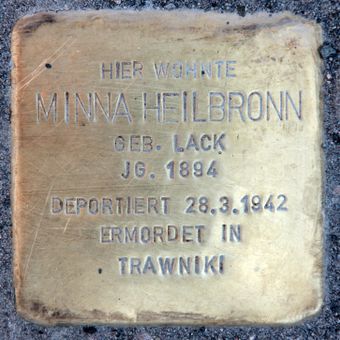 HIER WOHNTE
MINNA HEILBRONN
GEB. LACK
JG. 1894
DEPORTIERT 28.3.1942
ERMORDET IN
TRAWNIKI